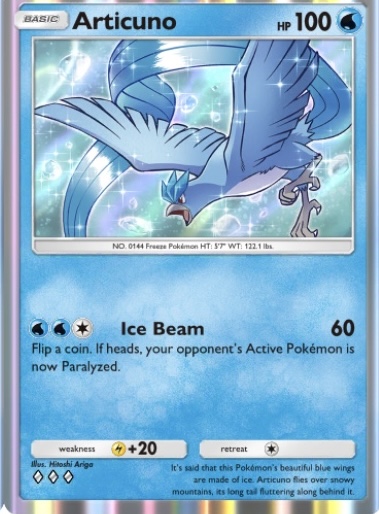 BASIC Articuno HP 100
NO. 0144 Freeze Pokémon HT: 5'7" WT: 122.1 lbs.
Ice Beam 60
Flip a coin. If heads, your opponent's Active Pokémon is
now Paralyzed.
weakness +20 retreat
Illus. Hitoshi Ariga
It's said that this Pokémon's beautiful blue wings
are made of ice. Articuno flies over snowy
mountains, its long tail fluttering along behind it.